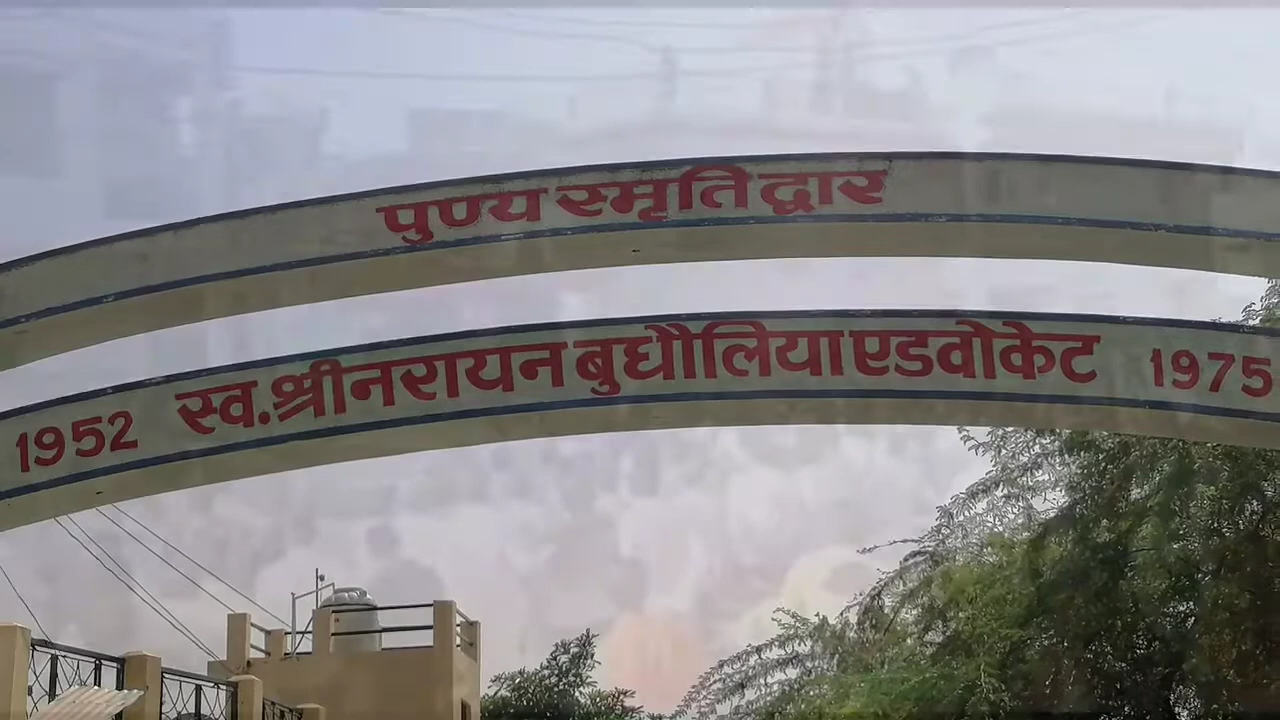 पुण्य स्मृति द्वार
1952 स्व. श्रीनरायन बुधौलिया एडवोकेट 1975